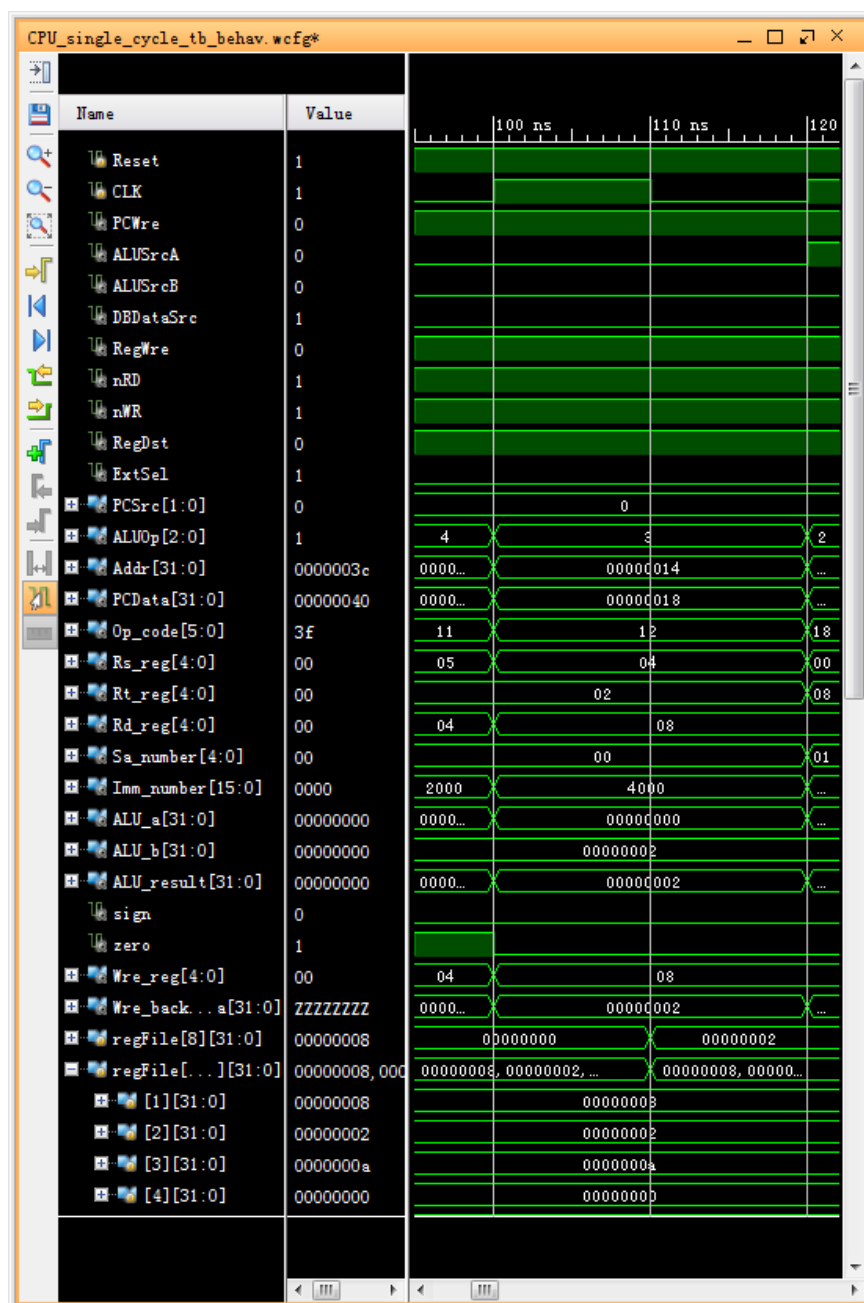 CPU_single_cycle_tb_behav.wcfg*
Name Value 100 ns 110 ns 120
Reset 1
CLK 1
PCWre 0
ALUSrcA 0
ALUSrcB 0
DBDataSrc 1
RegWre 0
nRD 1
nWR 1
RegDst 0
ExtSel 1
PCSrc[1:0] 0 0
ALUOp[2:0] 1 4 3 2
Addr[31:0] 0000003c 0000... 00000014 ...
PCData[31:0] 00000040 0000... 00000018 ...
Op_code[5:0] 3f 11 12 18
Rs_reg[4:0] 00 05 04 00
Rt_reg[4:0] 00 02 08
Rd_reg[4:0] 00 04 08
Sa_number[4:0] 00 00 01
Imm_number[15:0] 0000 2000 4000 ...
ALU_a[31:0] 00000000 0000... 00000000 ...
ALU_b[31:0] 00000000 00000002
ALU_result[31:0] 00000000 0000... 00000002 ...
sign 0
zero 1
Wre_reg[4:0] 00 04 08
Wre_back...a[31:0] ZZZZZZZZ 0000... 00000002 ...
regFile[8][31:0] 00000008 00000000 00000002
regFile[...][31:0] 00000008,000 00000008, 00000002, ... 00000008, 00000...
[1][31:0] 00000008 00000008
[2][31:0] 00000002 00000002
[3][31:0] 0000000a 0000000a
[4][31:0] 00000000 00000000